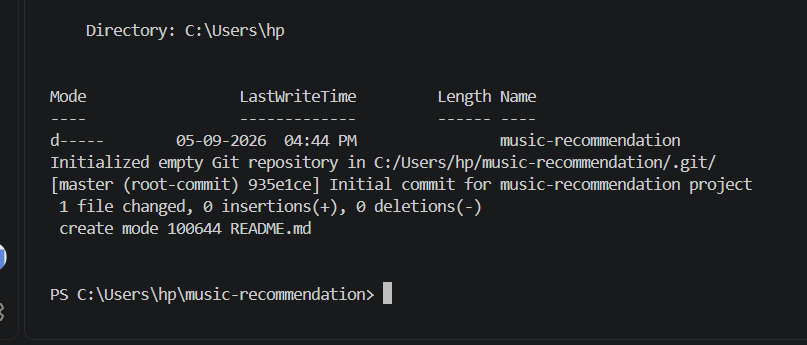 Directory: C:\Users\hp
Mode LastWriteTime Length Name
---- ------------- ------ ----
d----- 05-09-2026 04:44 PM music-recommendation
Initialized empty Git repository in C:/Users/hp/music-recommendation/.git/
[master (root-commit) 935e1ce] Initial commit for music-recommendation project
1 file changed, 0 insertions(+), 0 deletions(-)
create mode 100644 README.md
PS C:\Users\hp\music-recommendation>